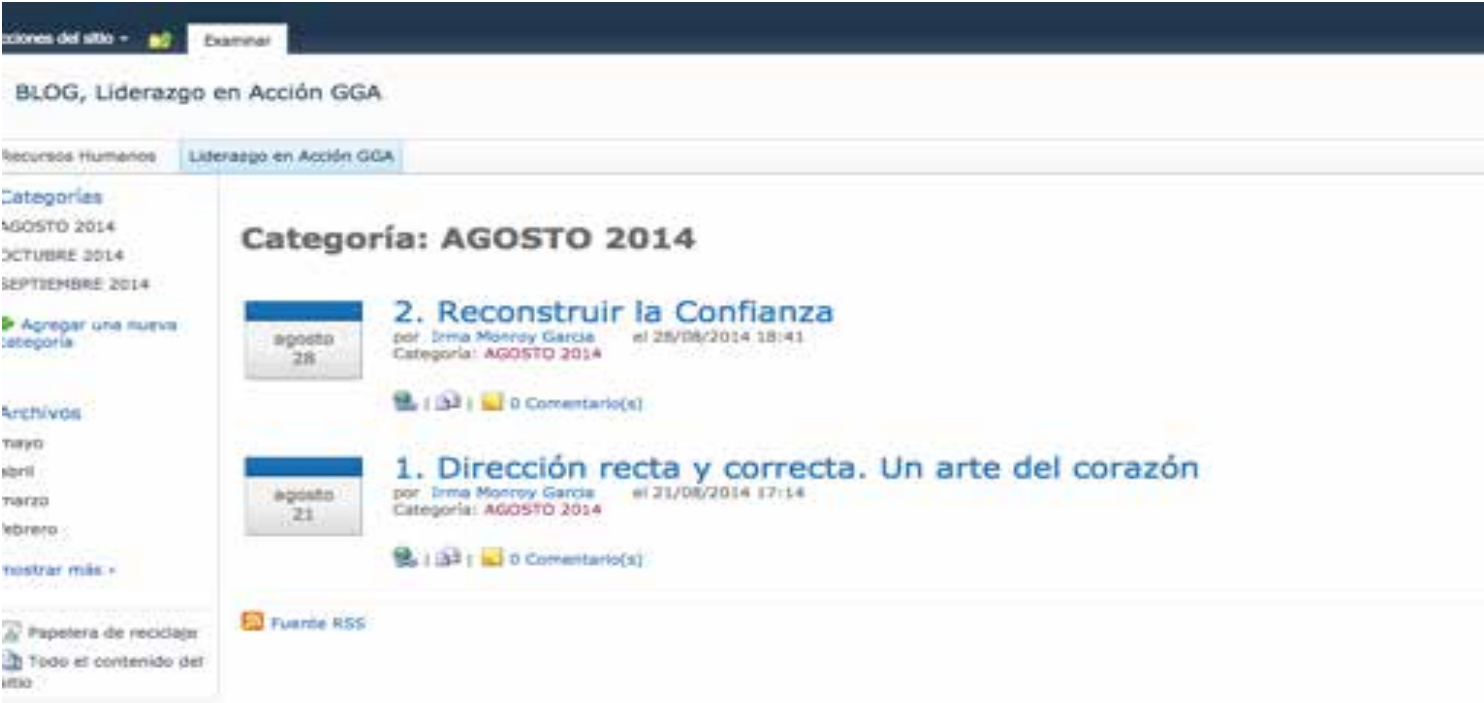 cciones del sitio
Examinar
BLOG, Liderazgo en Acción GGA
Recursos Humanos
Liderazgo en Acción GGA
Categorías
AGOSTO 2014
OCTUBRE 2014
SEPTIEMBRE 2014
Agregar una nueva
categoría
Archivos
mayo
abril
marzo
febrero
mostrar más »
Papelera de reciclaje
Todo el contenido del
sitio
Categoría: AGOSTO 2014
agosto
28
2. Reconstruir la Confianza
por Irma Monroy Garcia el 28/08/2014 18:41
Categoría: AGOSTO 2014
| | 0 Comentario(s)
agosto
21
1. Dirección recta y correcta. Un arte del corazón
por Irma Monroy Garcia el 21/08/2014 17:14
Categoría: AGOSTO 2014
| | 0 Comentario(s)
Fuente RSS